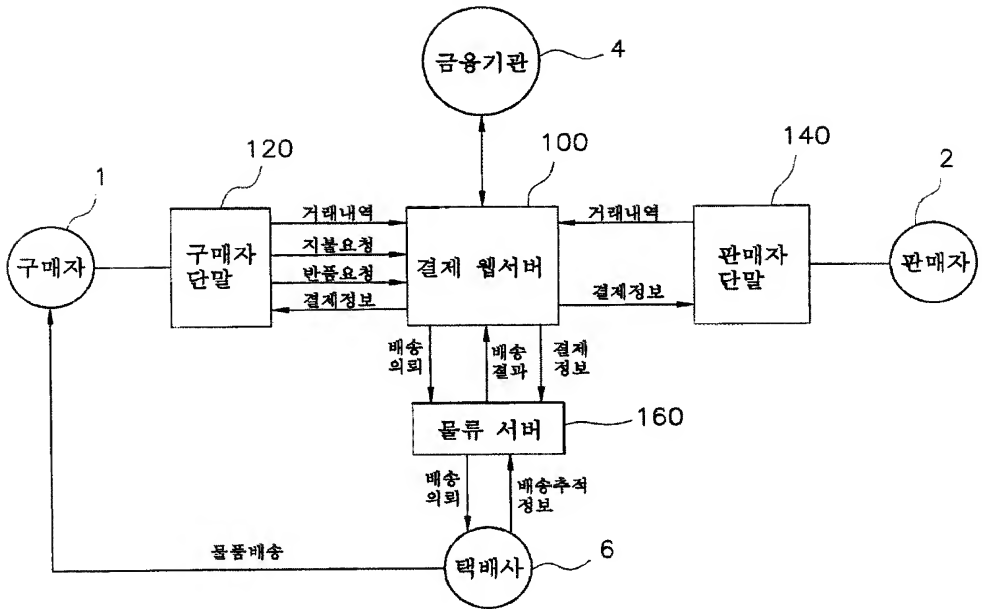 금융기관
4
120
100
140
1
2
구매자
구매자
단말
거래내역
지불요청
반품요청
결제정보
결제 웹서버
거래내역
결제정보
판매자
단말
판매자
배송
의뢰
배송
결과
결제
정보
물류 서버
160
배송
의뢰
배송추적
정보
물품배송
택배사
6